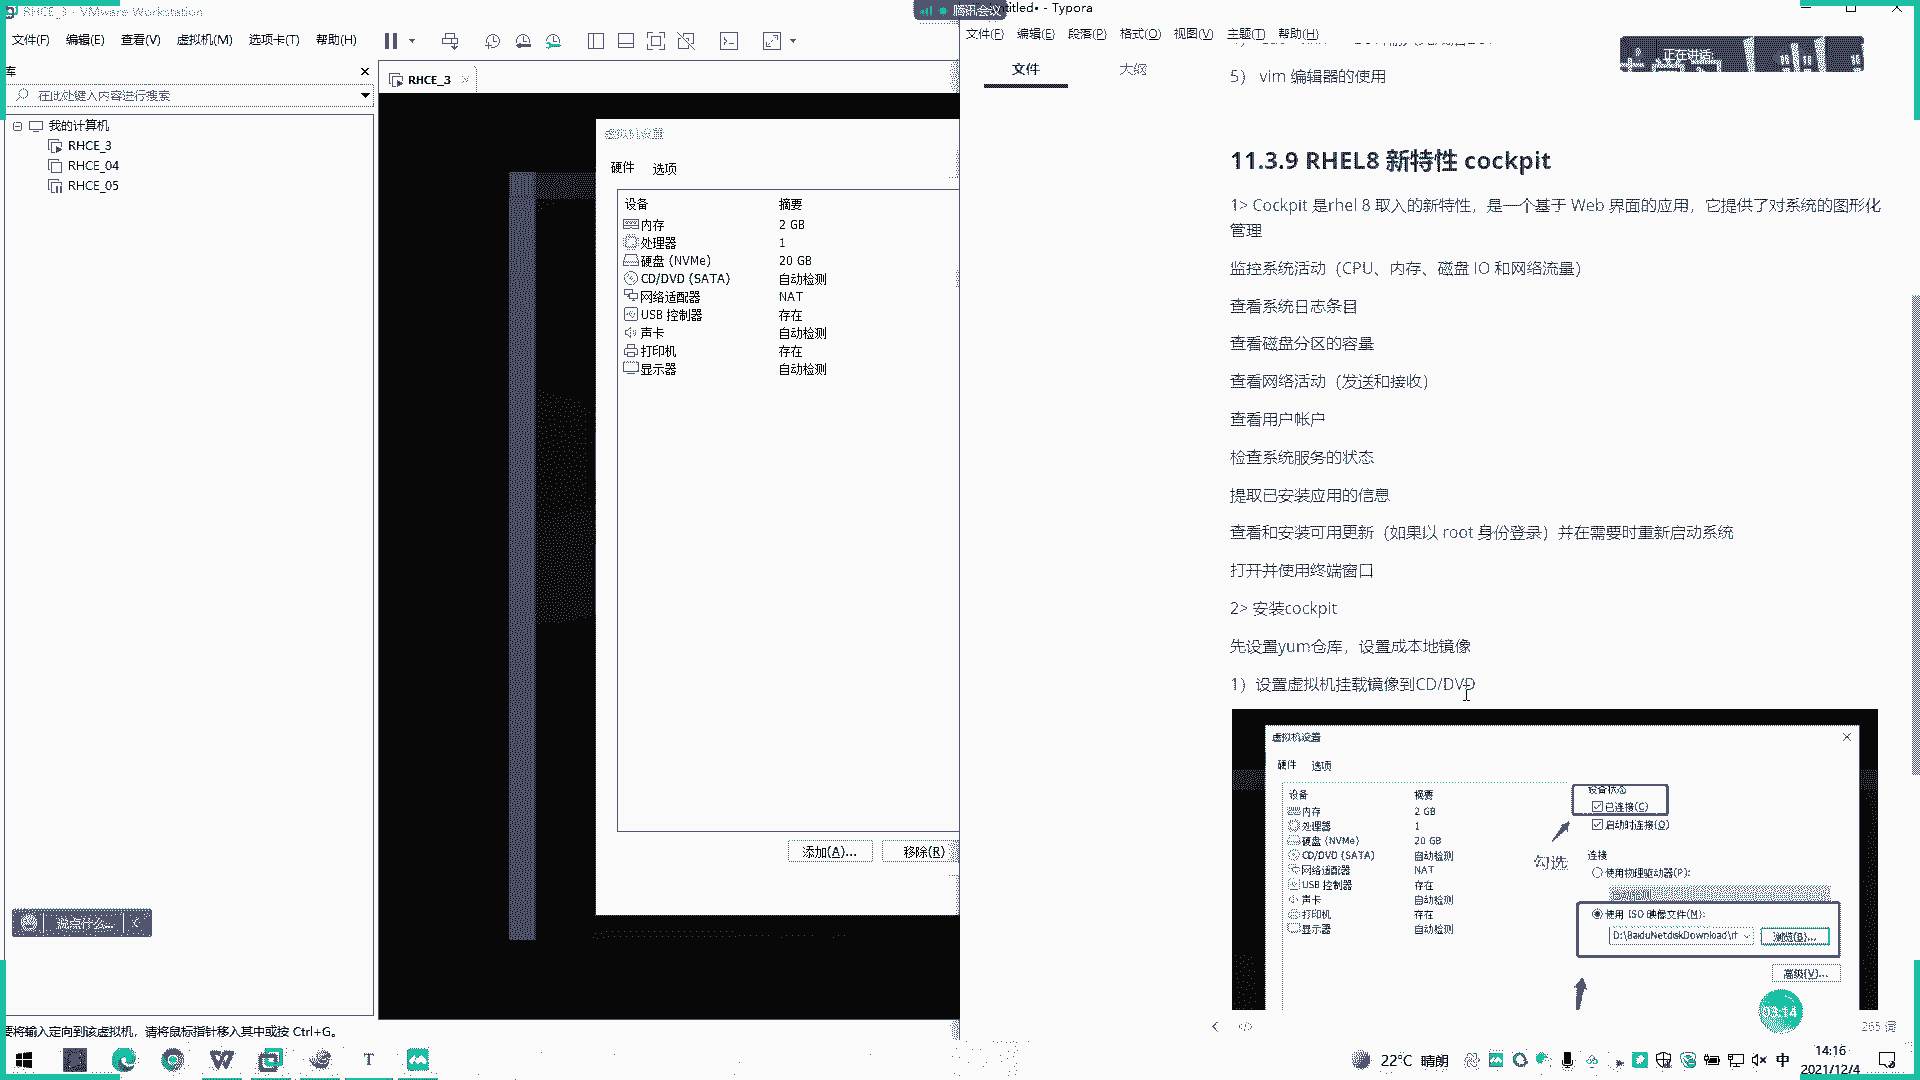 RHCE_3 - VMware Workstation
文件(F) 编辑(E) 查看(V) 虚拟机(M) 选项卡(T) 帮助(H)
库
在此处键入内容进行搜索
我的计算机
RHCE_3
RHCE_04
RHCE_05
说点什么...
要将输入定向到该虚拟机，请将鼠标指针移入其中或按 Ctrl+G。
RHCE_3
虚拟机设置
硬件 选项
设备 摘要
内存 2 GB
处理器 1
硬盘 (NVMe) 20 GB
CD/DVD (SATA) 自动检测
网络适配器 NAT
USB 控制器 存在
声卡 自动检测
打印机 存在
显示器 自动检测
添加(A)... 移除(R)
腾讯会议
Untitled• - Typora
文件(F) 编辑(E) 段落(P) 格式(O) 视图(V) 主题(T) 帮助(H)
文件 大纲
正在讲话:
5） vim 编辑器的使用
11.3.9 RHEL8 新特性 cockpit
1> Cockpit 是rhel 8 取入的新特性，是一个基于 Web 界面的应用，它提供了对系统的图形化
管理
监控系统活动（CPU、内存、磁盘 IO 和网络流量）
查看系统日志条目
查看磁盘分区的容量
查看网络活动（发送和接收）
查看用户帐户
检查系统服务的状态
提取已安装应用的信息
查看和安装可用更新（如果以 root 身份登录）并在需要时重新启动系统
打开并使用终端窗口
2> 安装cockpit
先设置yum仓库，设置成本地镜像
1）设置虚拟机挂载镜像到CD/DVD
虚拟机设置
硬件 选项
设备 摘要
内存 2 GB
处理器 1
硬盘 (NVMe) 20 GB
CD/DVD (SATA) 自动检测
网络适配器 NAT
USB 控制器 存在
声卡 自动检测
打印机 存在
显示器 自动检测
设备状态
已连接(C)
启动时连接(O)
勾选
连接
使用物理驱动器(P):
使用 ISO 映像文件(M):
D:\BaiduNetdiskDownload\rh 浏览(B)...
高级(V)...
03:14
265 词
22°C 晴朗
中
14:16
2021/12/4